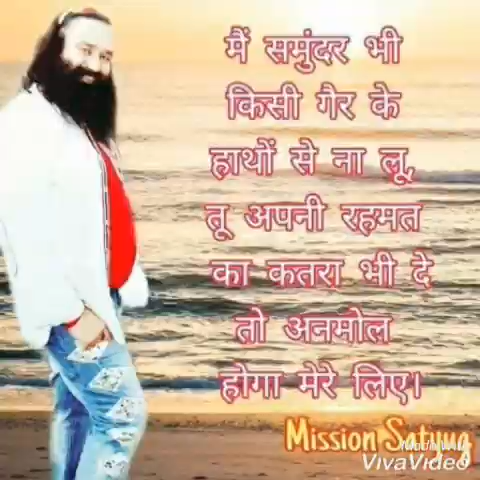 मैं समुंदर भी
किसी गैर के
हाथों से ना लू,
तू अपनी रहमत
का कतरा भी दे
तो अनमोल
होगा मेरे लिए।
Mission Satyug
VivaVideo